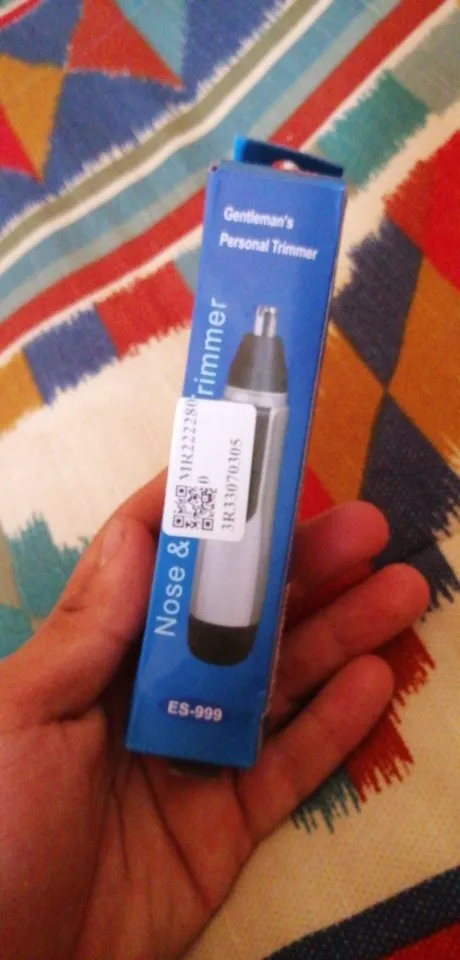 Gentleman's
Personal Trimmer
Nose & rimmer
MR222280
0
3R33070305
ES-999